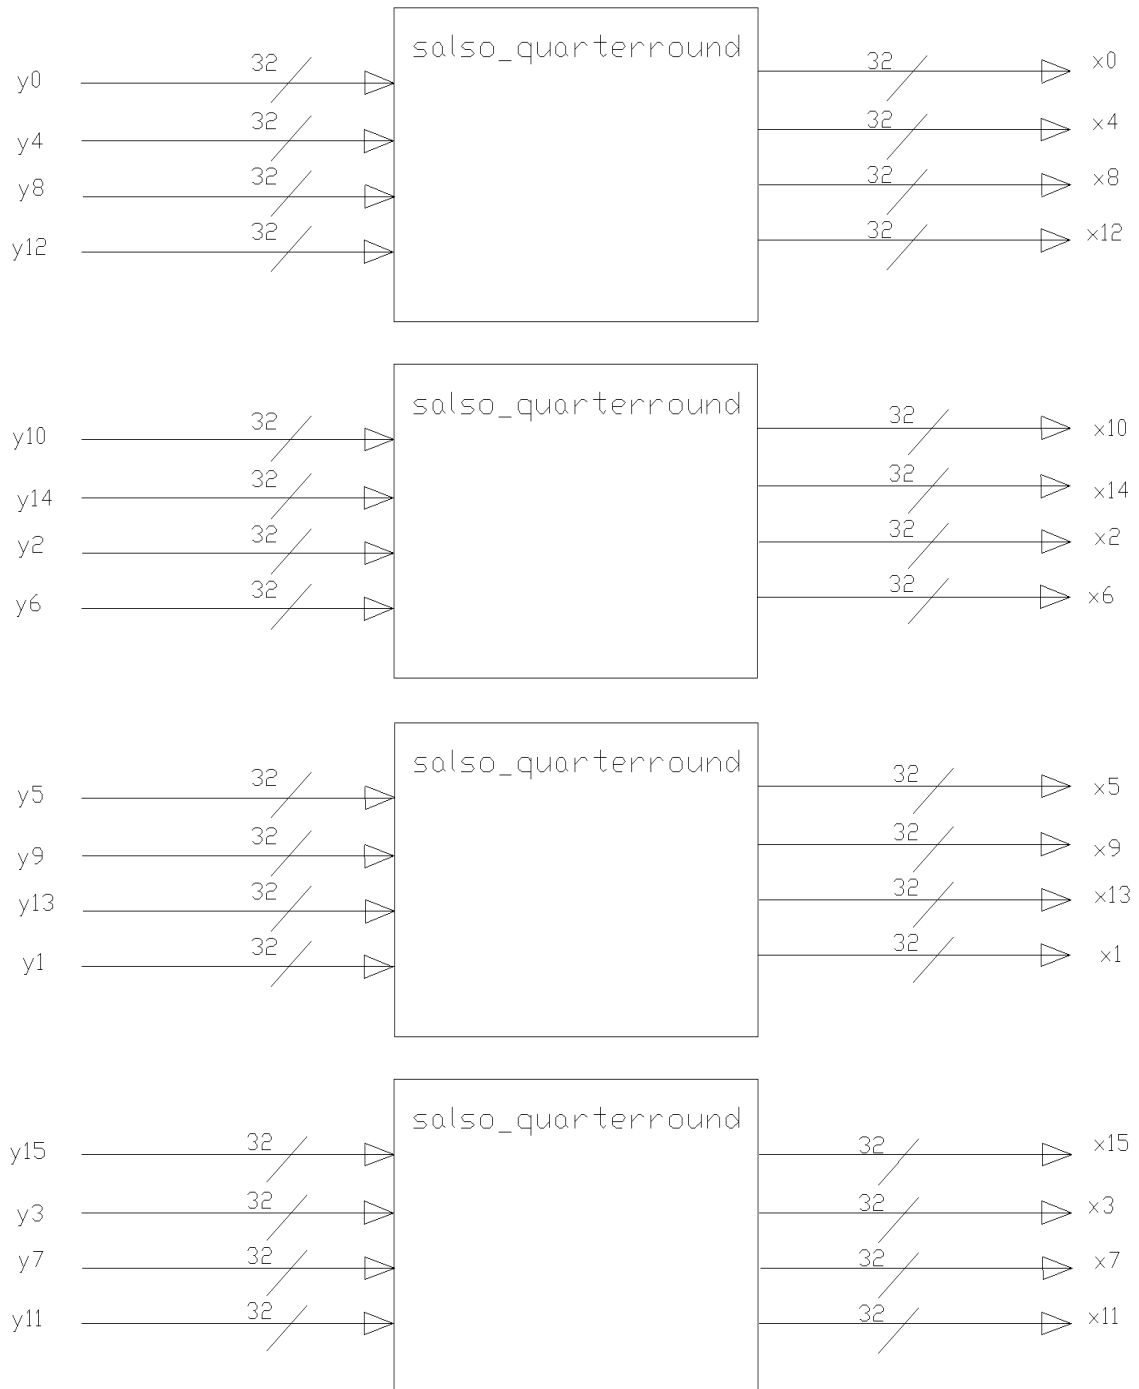 salso_quarterround
y0 32 32 x0
y4 32 32 x4
y8 32 32 x8
y12 32 32 x12
salso_quarterround
y10 32 32 x10
y14 32 32 x14
y2 32 32 x2
y6 32 32 x6
salso_quarterround
y5 32 32 x5
y9 32 32 x9
y13 32 32 x13
y1 32 32 x1
salso_quarterround
y15 32 32 x15
y3 32 32 x3
y7 32 32 x7
y11 32 32 x11